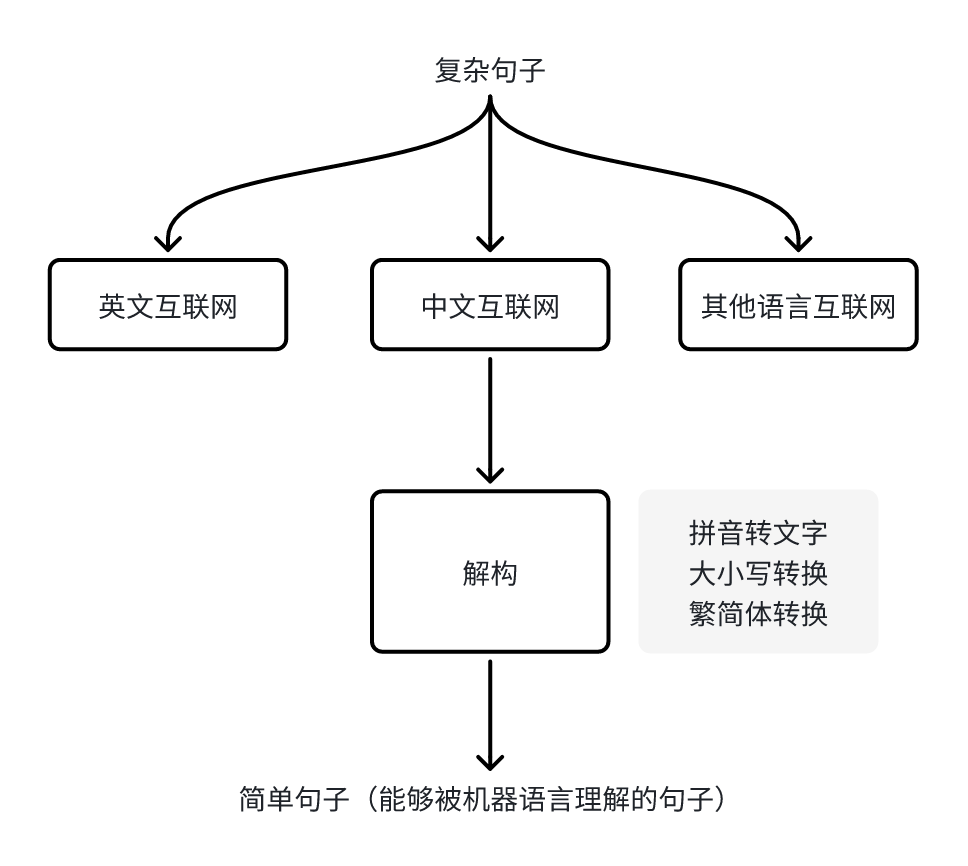 复杂句子
英文互联网
中文互联网
其他语言互联网
解构
拼音转文字
大小写转换
繁简体转换
简单句子（能够被机器语言理解的句子）